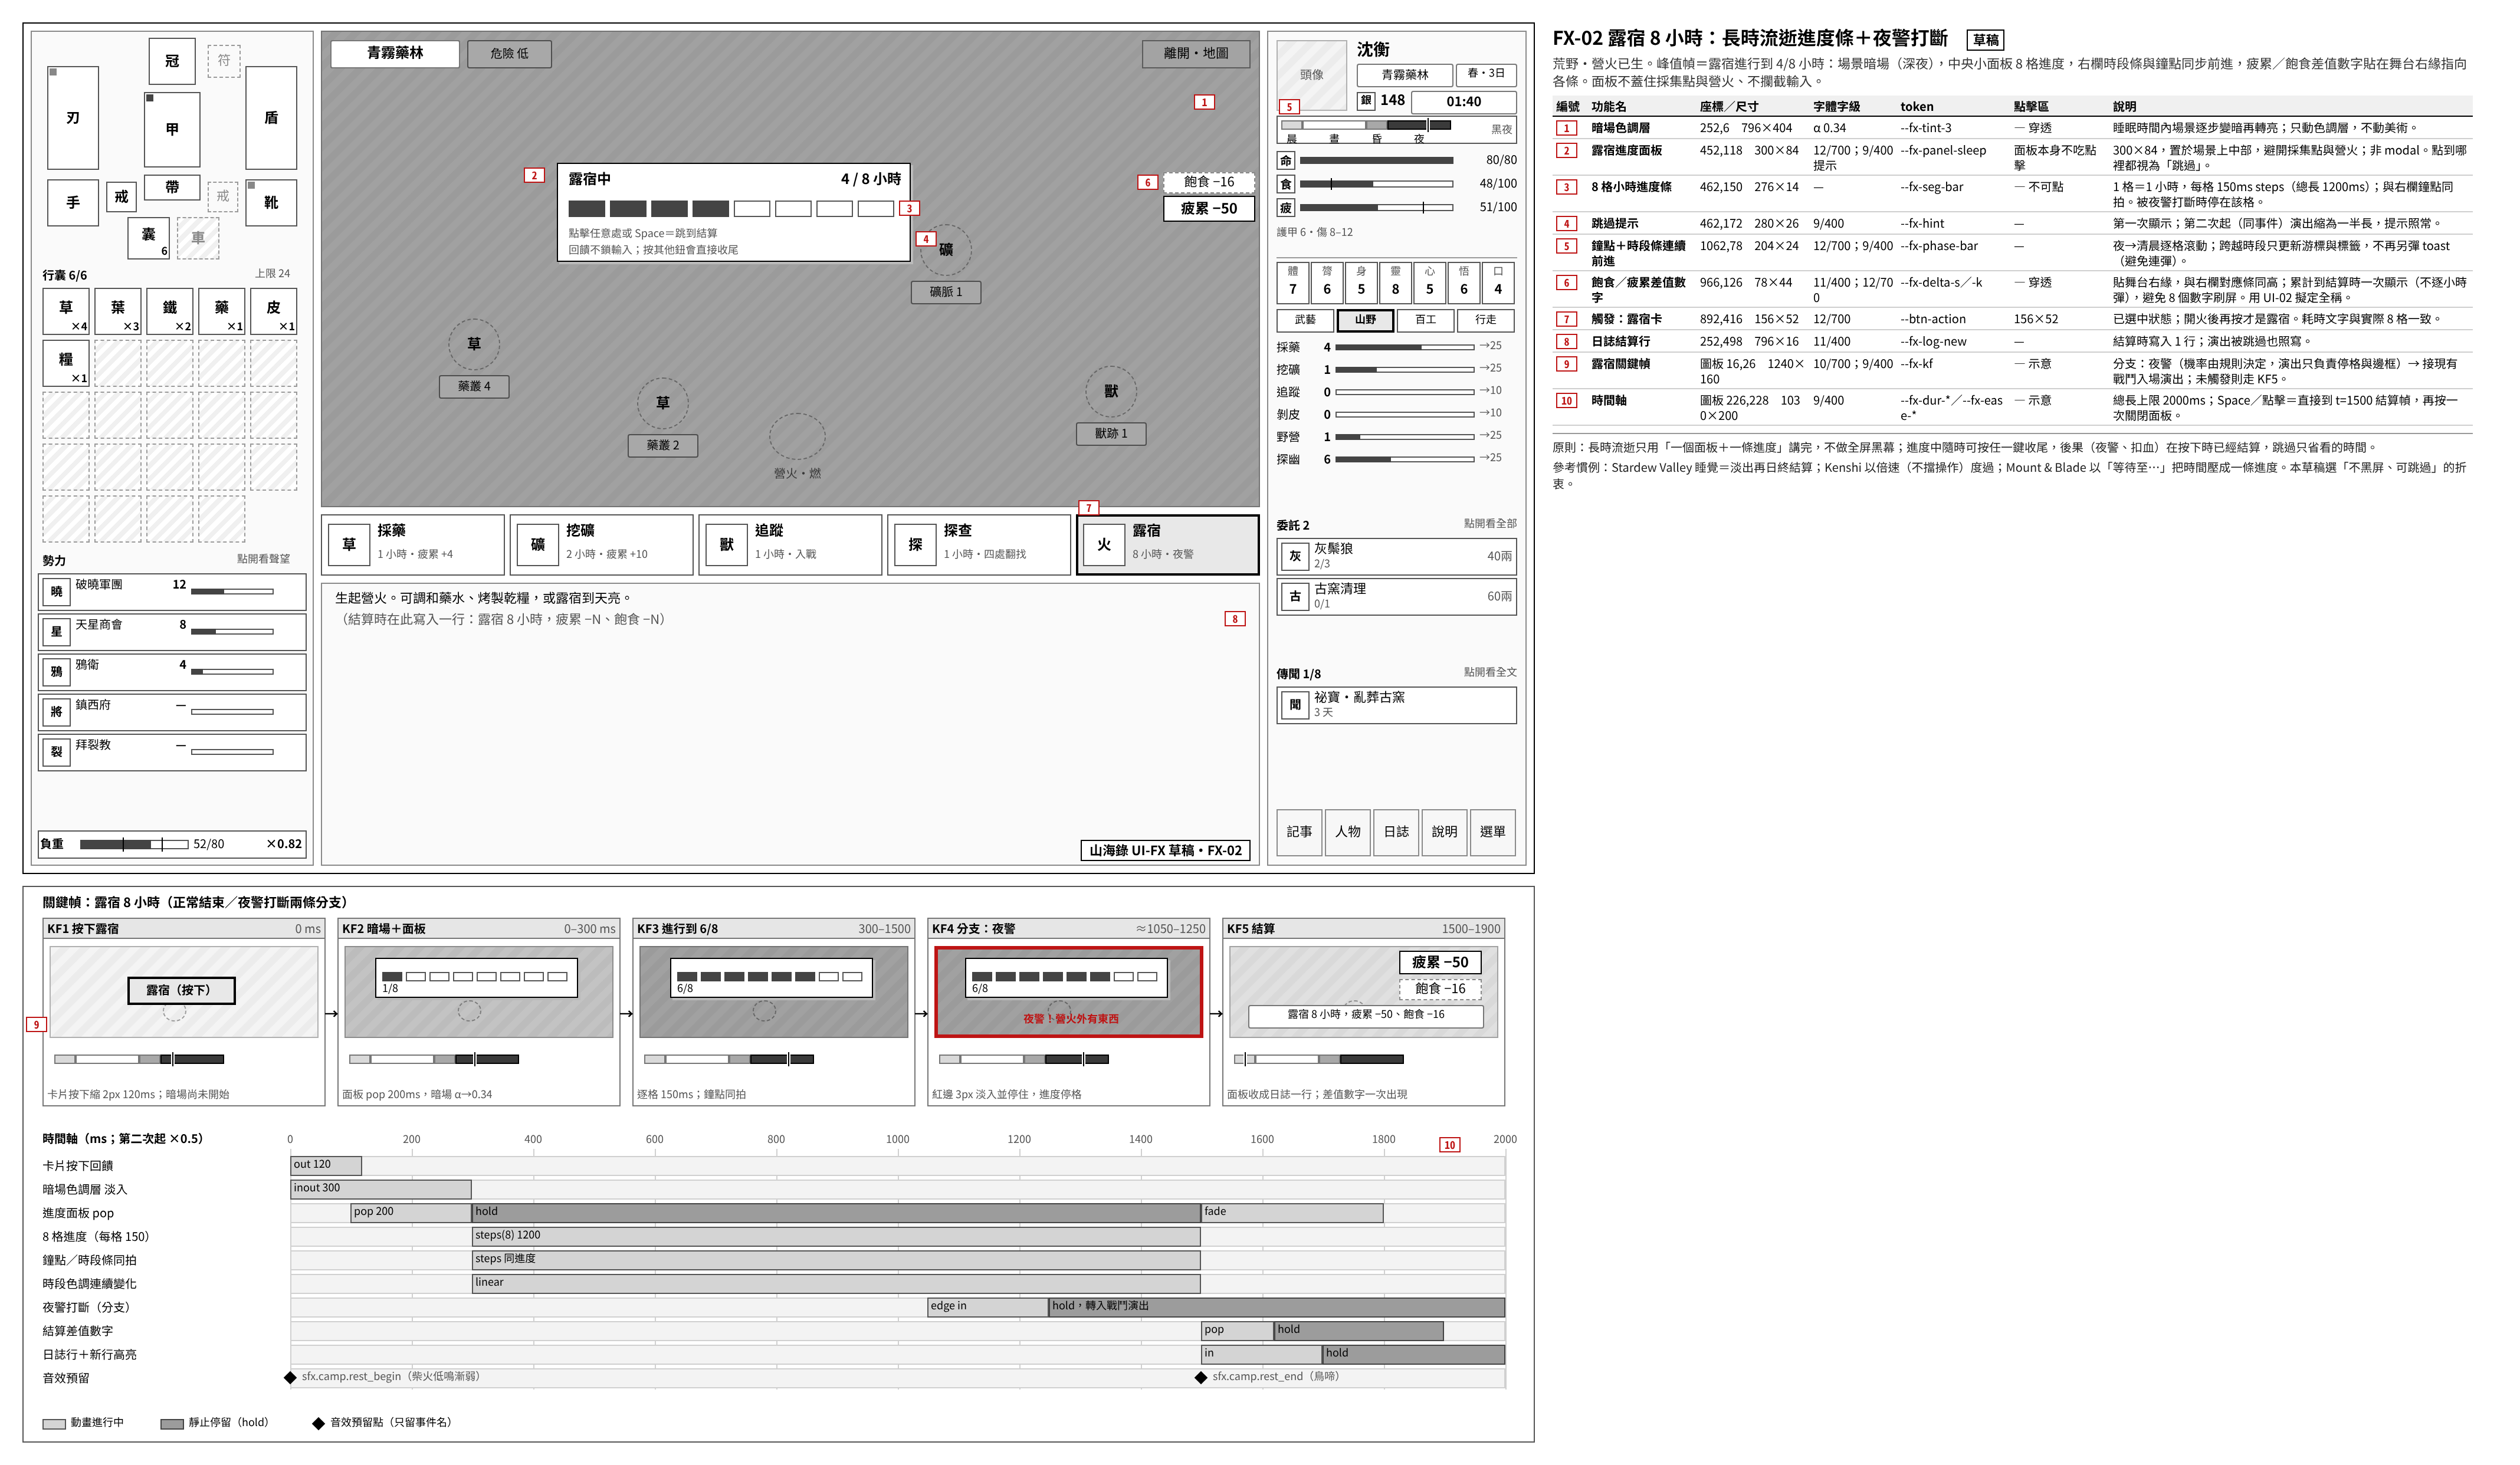 冠
符
刃
甲
盾
手
戒
帶
戒
靴
囊
6
車
行囊 6/6
上限 24
草
×4
葉
×3
鐵
×2
藥
×1
皮
×1
糧
×1
勢力
點開看聲望
曉
破曉軍團
12
星
天星商會
8
鴉
鴉衛
4
將
鎮西府
—
裂
拜裂教
—
負重
52/80
×0.82
青霧藥林
危險 低
離開・地圖
1
2
露宿中
4 / 8 小時
3
點擊任意處或 Space＝跳到結算
回饋不鎖輸入；按其他鈕會直接收尾
4
6
飽食 −16
疲累 −50
礦
礦脈 1
草
藥叢 4
草
藥叢 2
營火・燃
獸
獸跡 1
7
草
採藥
1 小時・疲累 +4
礦
挖礦
2 小時・疲累 +10
獸
追蹤
1 小時・入戰
探
探查
1 小時・四處翻找
火
露宿
8 小時・夜警
生起營火。可調和藥水、烤製乾糧，或露宿到天亮。
（結算時在此寫入一行：露宿 8 小時，疲累 −N、飽食 −N）
8
山海錄 UI-FX 草稿・FX-02
頭像
沈衡
青霧藥林
春・3日
銀
148
01:40
5
晨
晝
昏
夜
黑夜
命
80/80
食
48/100
疲
51/100
護甲 6・傷 8–12
體
7
膂
6
身
5
靈
8
心
5
悟
6
口
4
武藝
山野
百工
行走
採藥
4
→25
挖礦
1
→25
追蹤
0
→10
剝皮
0
→10
野營
1
→25
探幽
6
→25
委託 2
點開看全部
灰
灰鬃狼
2/3
40兩
古
古窯清理
0/1
60兩
傳聞 1/8
點開看全文
聞
祕寶・亂葬古窯
3 天
記事
人物
日誌
說明
選單
FX-02 露宿 8 小時：長時流逝進度條＋夜警打斷
草稿
荒野・營火已生。峰值幀＝露宿進行到 4/8 小時：場景暗場（深夜），中央小面板 8 格進度，右欄時段條與鐘點同步前進，疲累／飽食差值數字貼在舞台右緣指向
各條。面板不蓋住採集點與營火、不攔截輸入。
編號 功能名 座標／尺寸 字體字級 token 點擊區 說明
1 暗場色調層 252,6 796×404 α 0.34 --fx-tint-3 — 穿透 睡眠時間內場景逐步變暗再轉亮；只動色調層，不動美術。
2 露宿進度面板 452,118 300×84 12/700；9/400 --fx-panel-sleep 面板本身不吃點 300×84，置於場景上中部，避開採集點與營火；非 modal。點到哪
提示 擊 裡都視為「跳過」。
3 8 格小時進度條 462,150 276×14 — --fx-seg-bar — 不可點 1 格＝1 小時，每格 150ms steps（總長 1200ms）；與右欄鐘點同
拍。被夜警打斷時停在該格。
4 跳過提示 462,172 280×26 9/400 --fx-hint — 第一次顯示；第二次起（同事件）演出縮為一半長，提示照常。
5 鐘點＋時段條連續 1062,78 204×24 12/700；9/400 --fx-phase-bar — 夜→清晨逐格滾動；跨越時段只更新游標與標籤，不再另彈 toast
前進 （避免連彈）。
6 飽食／疲累差值數 966,126 78×44 11/400；12/70 --fx-delta-s／-k — 穿透 貼舞台右緣，與右欄對應條同高；累計到結算時一次顯示（不逐小時
字 0 彈），避免 8 個數字刷屏。用 UI-02 擬定全稱。
7 觸發：露宿卡 892,416 156×52 12/700 --btn-action 156×52 已選中狀態；開火後再按才是露宿。耗時文字與實際 8 格一致。
8 日誌結算行 252,498 796×16 11/400 --fx-log-new — 結算時寫入 1 行；演出被跳過也照寫。
9 露宿關鍵幀 圖板 16,26 1240× 10/700；9/400 --fx-kf — 示意 分支：夜警（機率由規則決定，演出只負責停格與邊框）→ 接現有
160 戰鬥入場演出；未觸發則走 KF5。
10 時間軸 圖板 226,228 103 9/400 --fx-dur-*／--fx-eas — 示意 總長上限 2000ms；Space／點擊＝直接到 t=1500 結算幀，再按一
0×200 e-* 次關閉面板。
原則：長時流逝只用「一個面板＋一條進度」講完，不做全屏黑幕；進度中隨時可按任一鍵收尾，後果（夜警、扣血）在按下時已經結算，跳過只省看的時間。
參考慣例：Stardew Valley 睡覺＝淡出再日終結算；Kenshi 以倍速（不擋操作）度過；Mount & Blade 以「等待至⋯」把時間壓成一條進度。本草稿選「不黑屏、可跳過」的折
衷。
關鍵幀：露宿 8 小時（正常結束／夜警打斷兩條分支）
KF1 按下露宿
0 ms
露宿（按下）
卡片按下縮 2px 120ms；暗場尚未開始
9
KF2 暗場＋面板
0–300 ms
1/8
面板 pop 200ms，暗場 α→0.34
→
KF3 進行到 6/8
300–1500
6/8
逐格 150ms；鐘點同拍
→
KF4 分支：夜警
≈1050–1250
6/8
夜警！營火外有東西
紅邊 3px 淡入並停住，進度停格
→
KF5 結算
1500–1900
疲累 −50
飽食 −16
露宿 8 小時，疲累 −50、飽食 −16
面板收成日誌一行；差值數字一次出現
→
時間軸（ms；第二次起 ×0.5）
0 200 400 600 800 1000 1200 1400 1600 1800 2000
10
卡片按下回饋
out 120
暗場色調層 淡入
inout 300
進度面板 pop
pop 200
hold
fade
8 格進度（每格 150）
steps(8) 1200
鐘點／時段條同拍
steps 同進度
時段色調連續變化
linear
夜警打斷（分支）
edge in
hold，轉入戰鬥演出
結算差值數字
pop
hold
日誌行＋新行高亮
in
hold
音效預留
sfx.camp.rest_begin（柴火低鳴漸弱）
sfx.camp.rest_end（鳥啼）
動畫進行中
靜止停留（hold）
音效預留點（只留事件名）